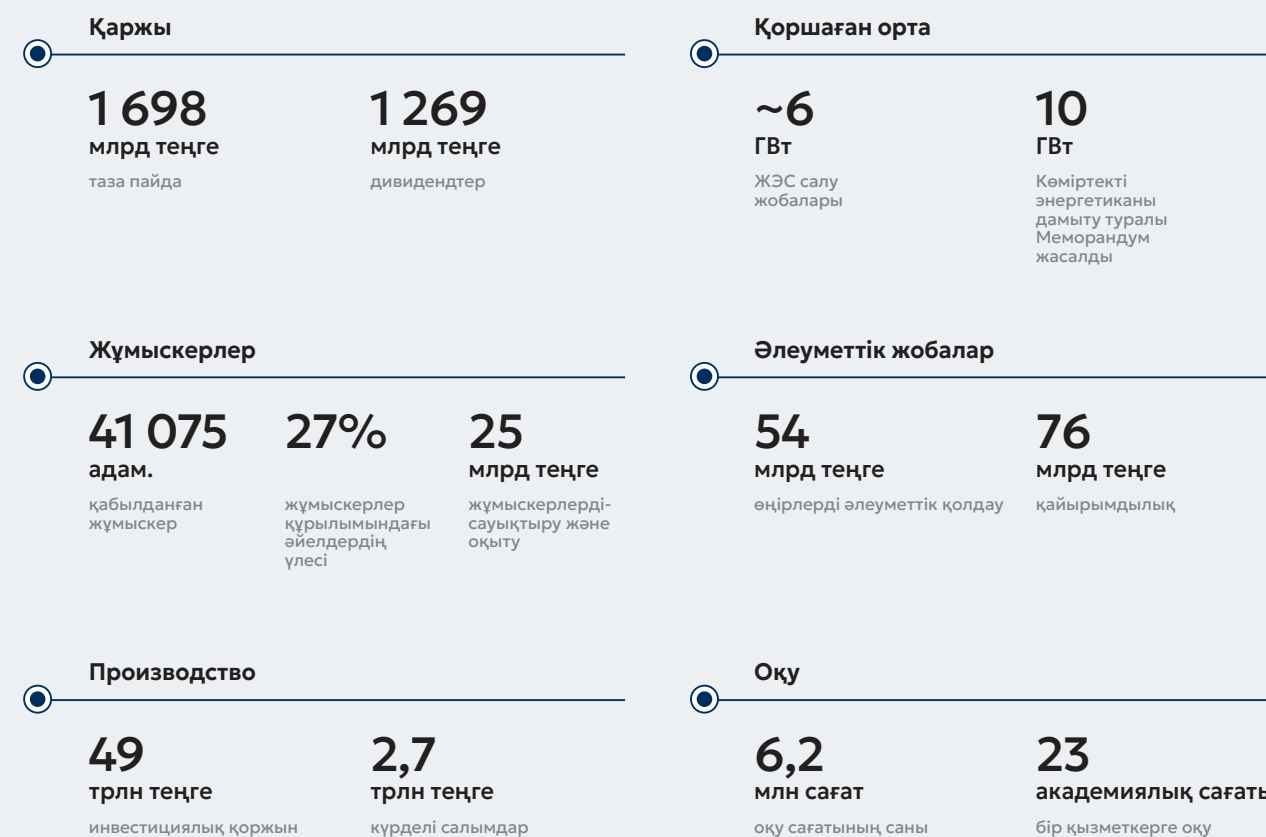 Қаржы
1 698
млрд теңге
таза пайда
1 269
млрд теңге
дивидендтер
Қоршаған орта
~6
ГВт
ЖЭС салу
жобалары
10
ГВт
Көміртекті
энергетиканы
дамыту туралы
Меморандум
жасалды
Жұмыскерлер
41 075
адам.
қабылданған
жұмыскер
27%
жұмыскерлер
құрылымындағы
әйелдердің
үлесі
25
млрд теңге
жұмыскерлерді-
сауықтыру және
оқыту
Әлеуметтік жобалар
54
млрд теңге
өңірлерді әлеуметтік қолдау
76
млрд теңге
қайырымдылық
Производство
49
трлн теңге
инвестициялық қоржын
2,7
трлн теңге
күрделі салымдар
Оқу
6,2
млн сағат
оқу сағатының саны
23
академиялық сағаты
бір қызметкерге оқу